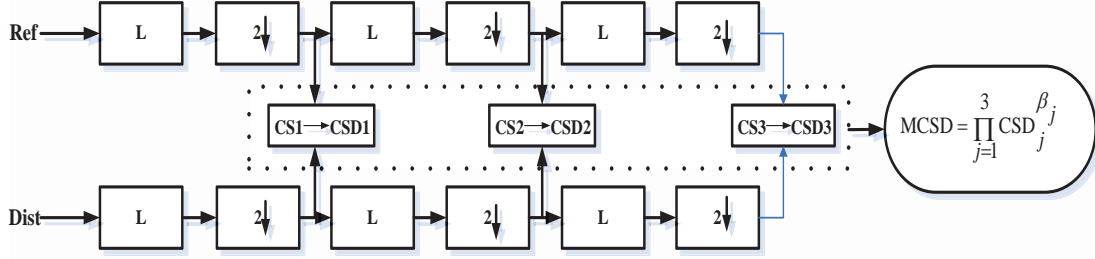 Ref L 2↓ L 2↓ L 2↓
CS1→CSD1 CS2→CSD2 CS3→CSD3
MCSD = ∏_{j=1}^{3} CSD_j^{β_j}
Dist L 2↓ L 2↓ L 2↓